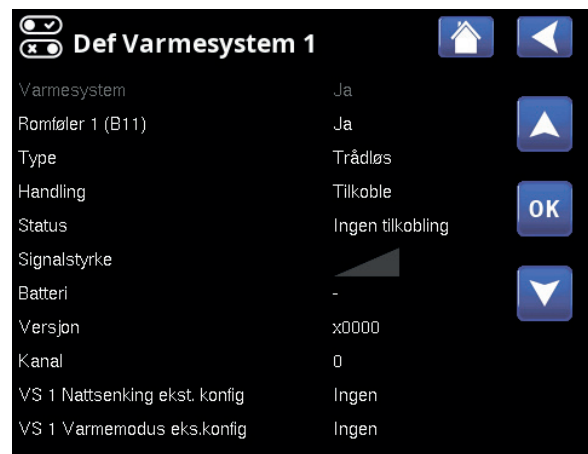 Def Varmesystem 1
Varmesystem Ja
Romføler 1 (B11) Ja
Type Trådløs
Handling Tilkoble
Status Ingen tilkobling
OK
Signalstyrke
Batteri -
Versjon x0000
Kanal 0
VS 1 Nattsenking ekst. konfig Ingen
VS 1 Varmemodus eks.konfig Ingen